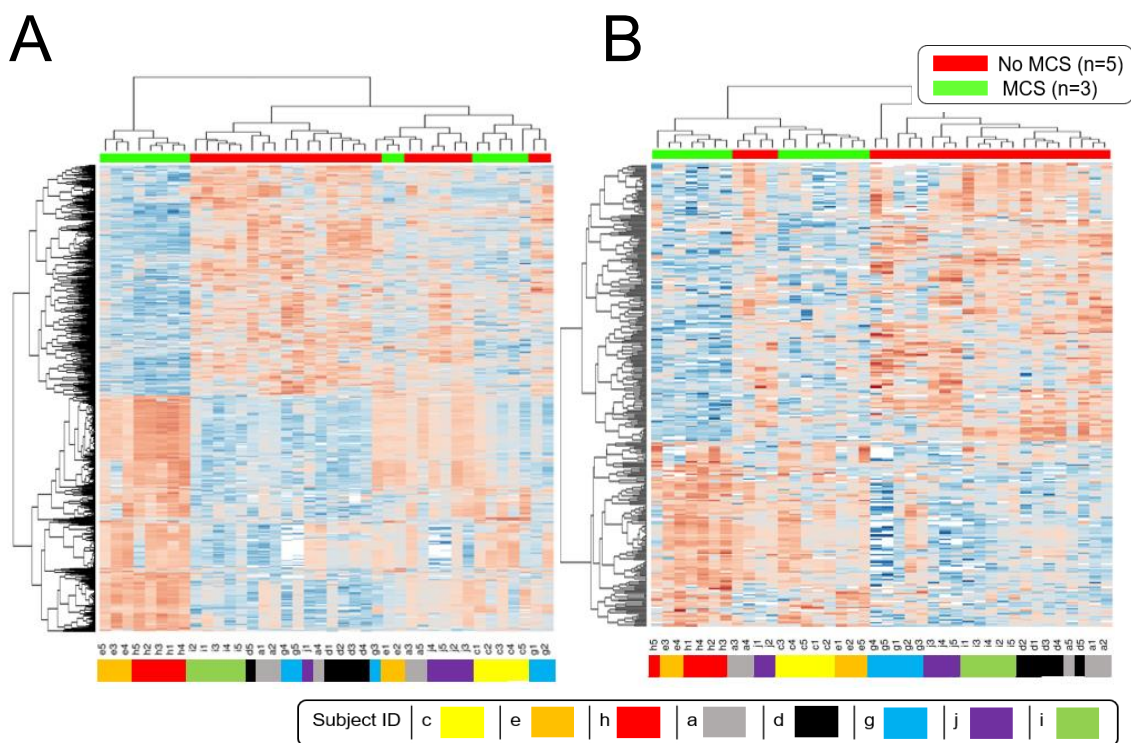 A
B
No MCS (n=5)
MCS (n=3)
e5 e3 e4 h5 h2 h3 h1 h4 i2 i1 i3 i4 i5 d5 a1 a2 g4 g5 j1 a4 d1 d2 d3 d4 g3 e1 e2 a3 a5 j4 j5 j2 j3 c1 c2 c3 c4 c5 g1 g2
h5 e3 e4 h1 h4 h2 h3 a3 a4 j1 j2 c3 c4 c5 c1 c2 e1 e2 e5 g4 g5 g1 g2 g3 j3 j4 j5 i1 i3 i4 i2 i5 d2 d1 d3 d4 a5 d5 a1 a2
Subject ID c e h a d g j i